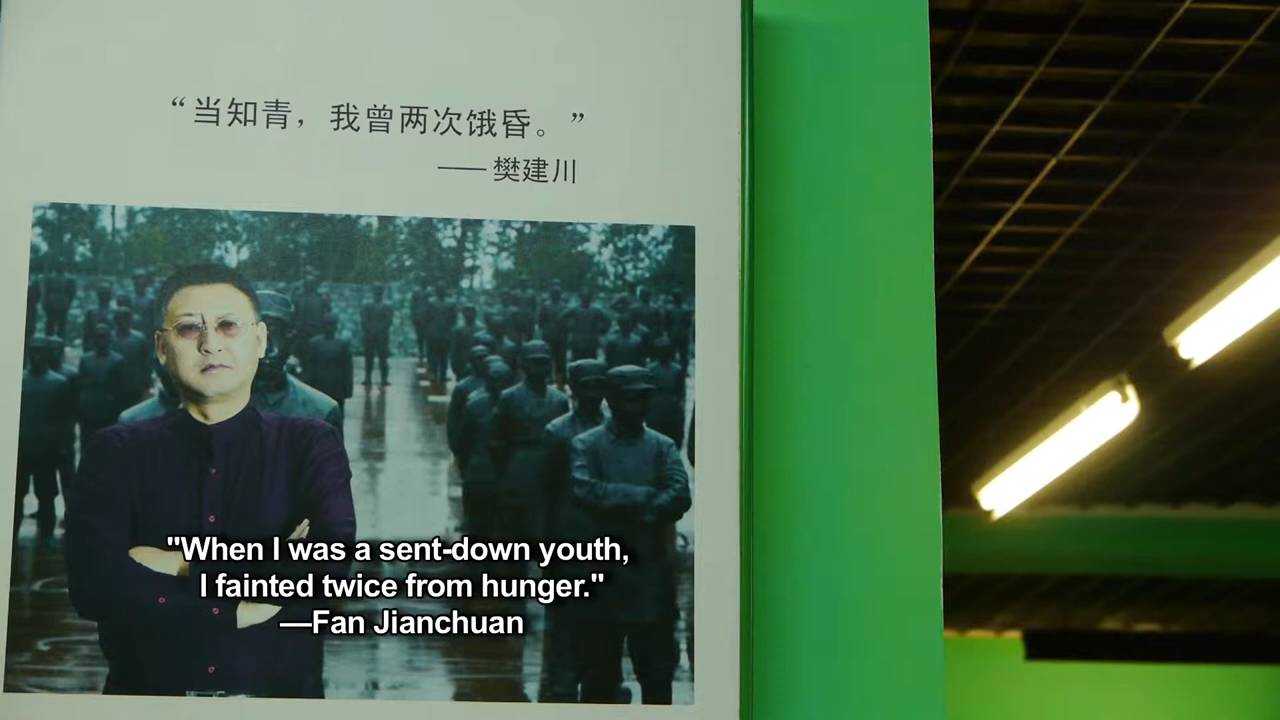 “当知青，我曾两次饿昏。”
——樊建川
"When I was a sent-down youth,
I fainted twice from hunger."
—Fan Jianchuan